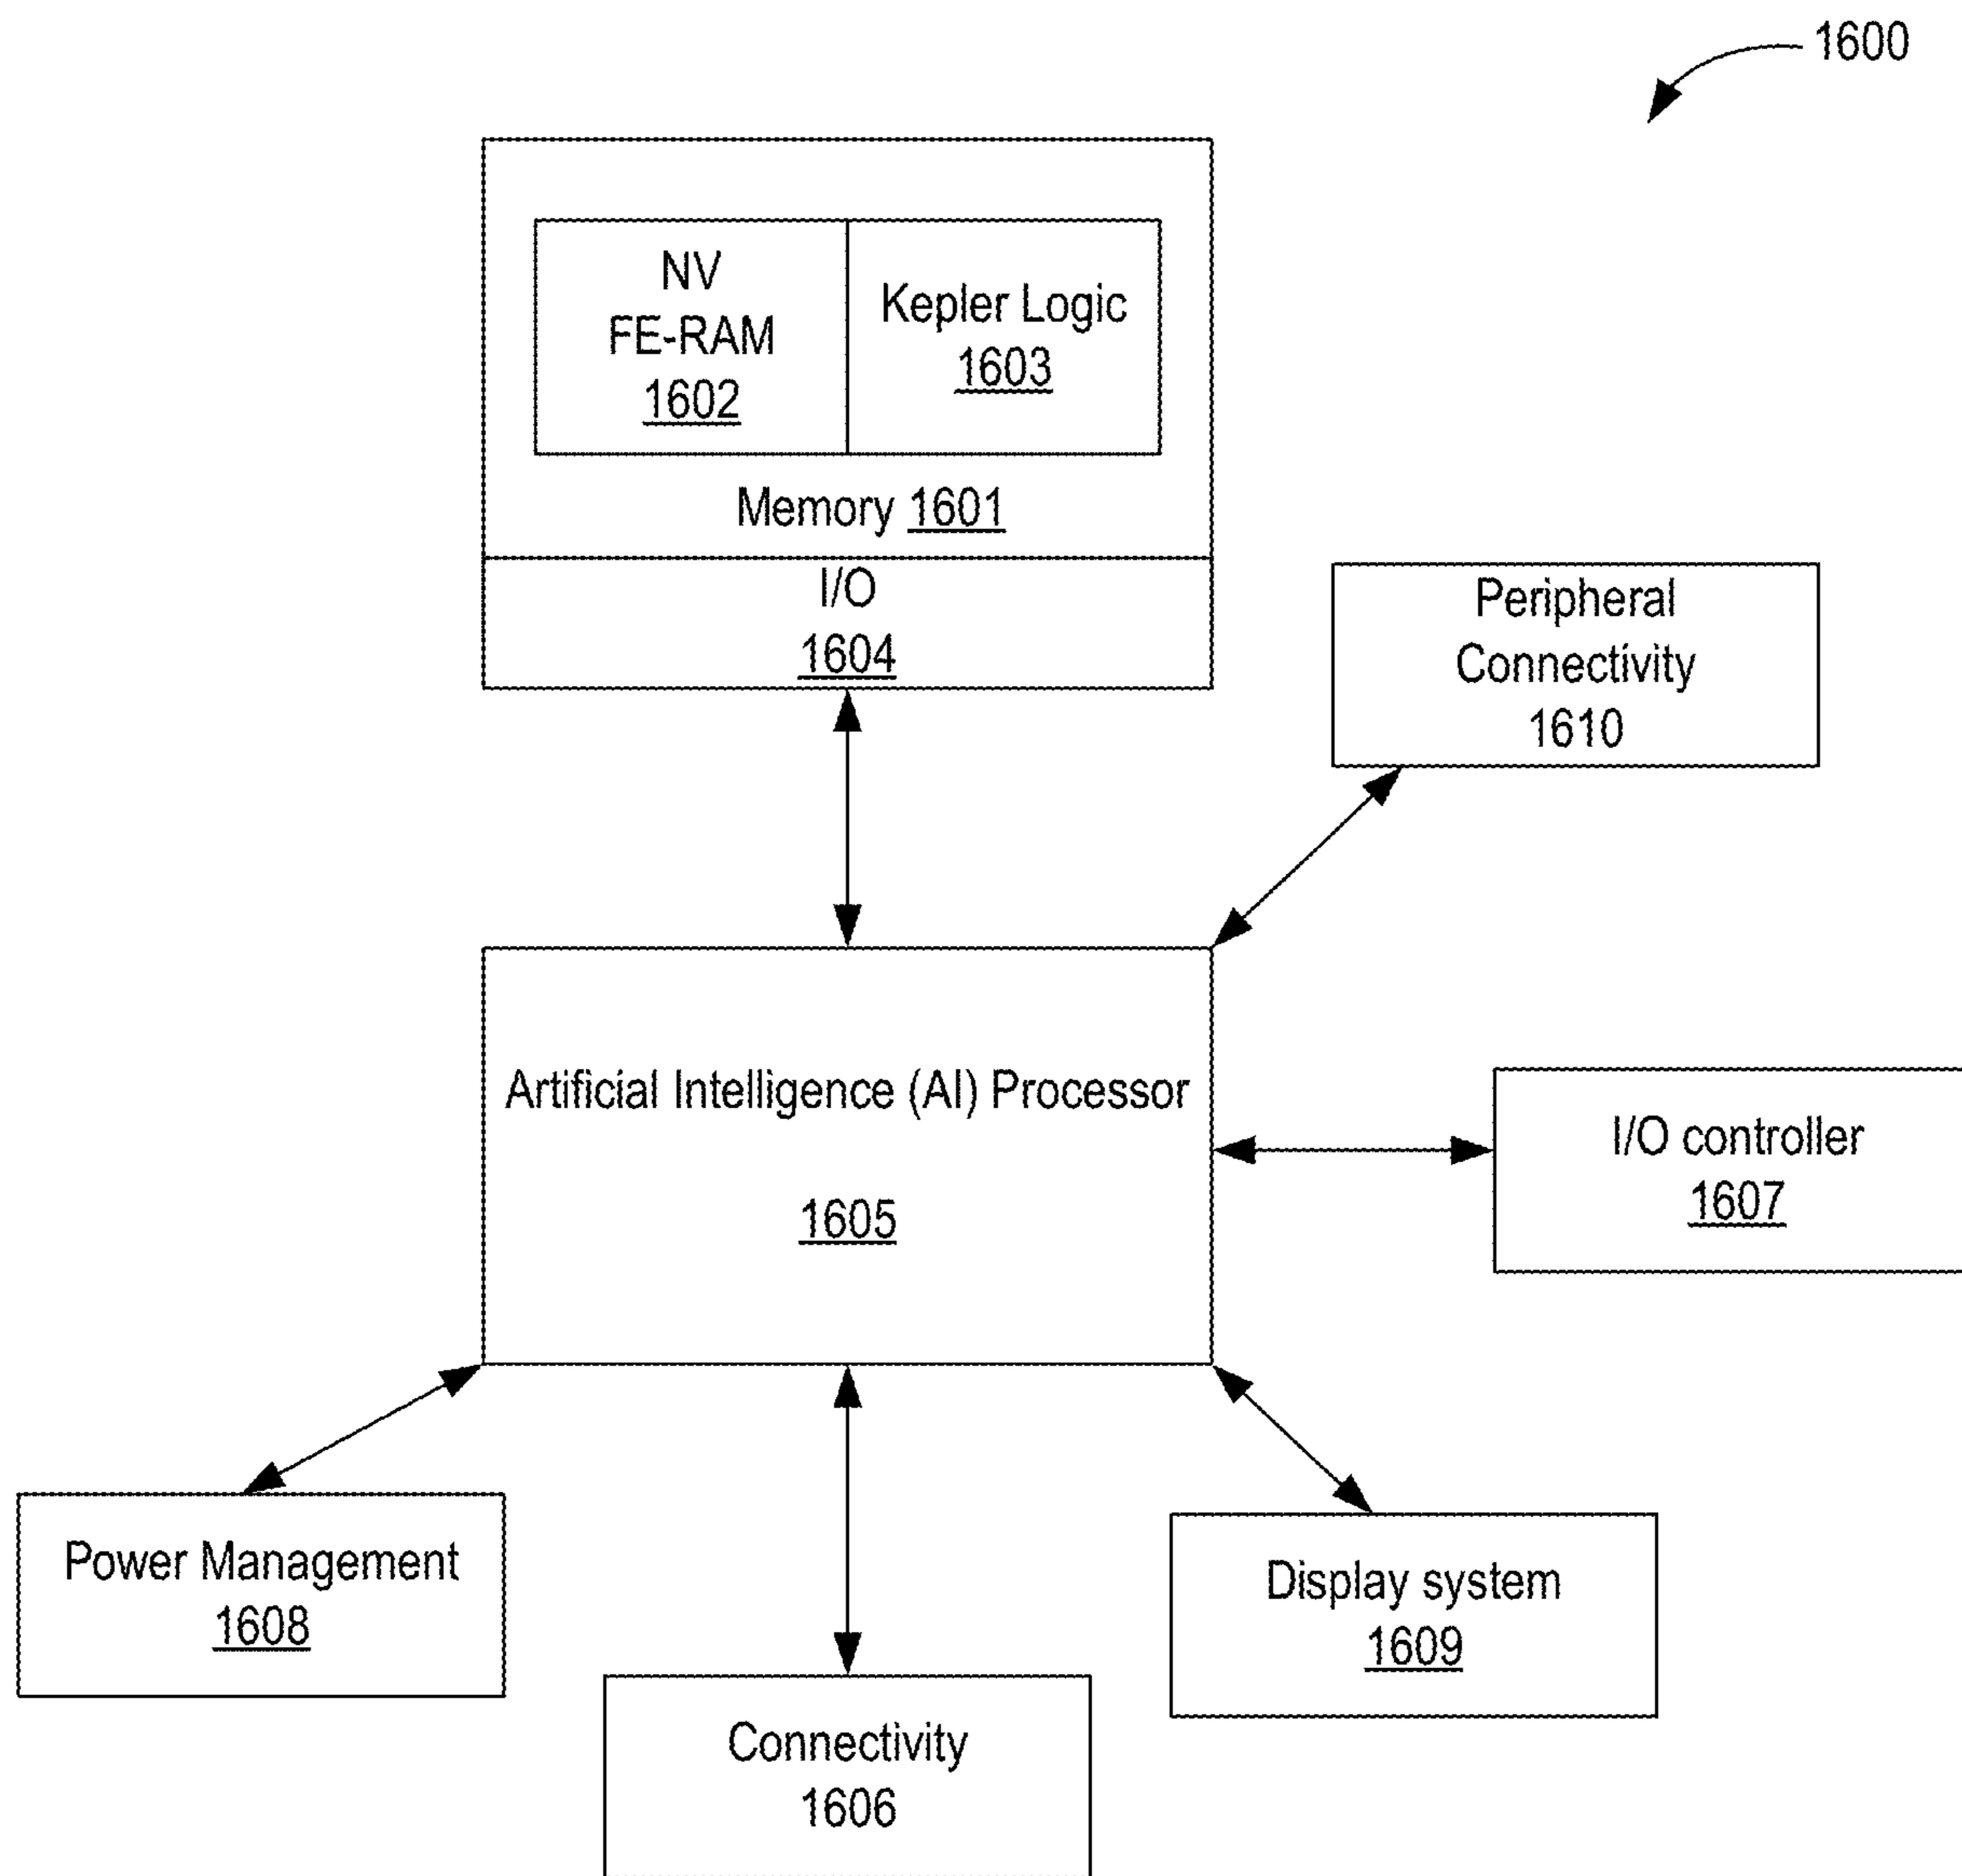 1600
NV
FE-RAM
1602
Kepler Logic
1603
Memory 1601
I/O
1604
Peripheral
Connectivity
1610
Artificial Intelligence (AI) Processor
1605
I/O controller
1607
Power Management
1608
Display system
1609
Connectivity
1606